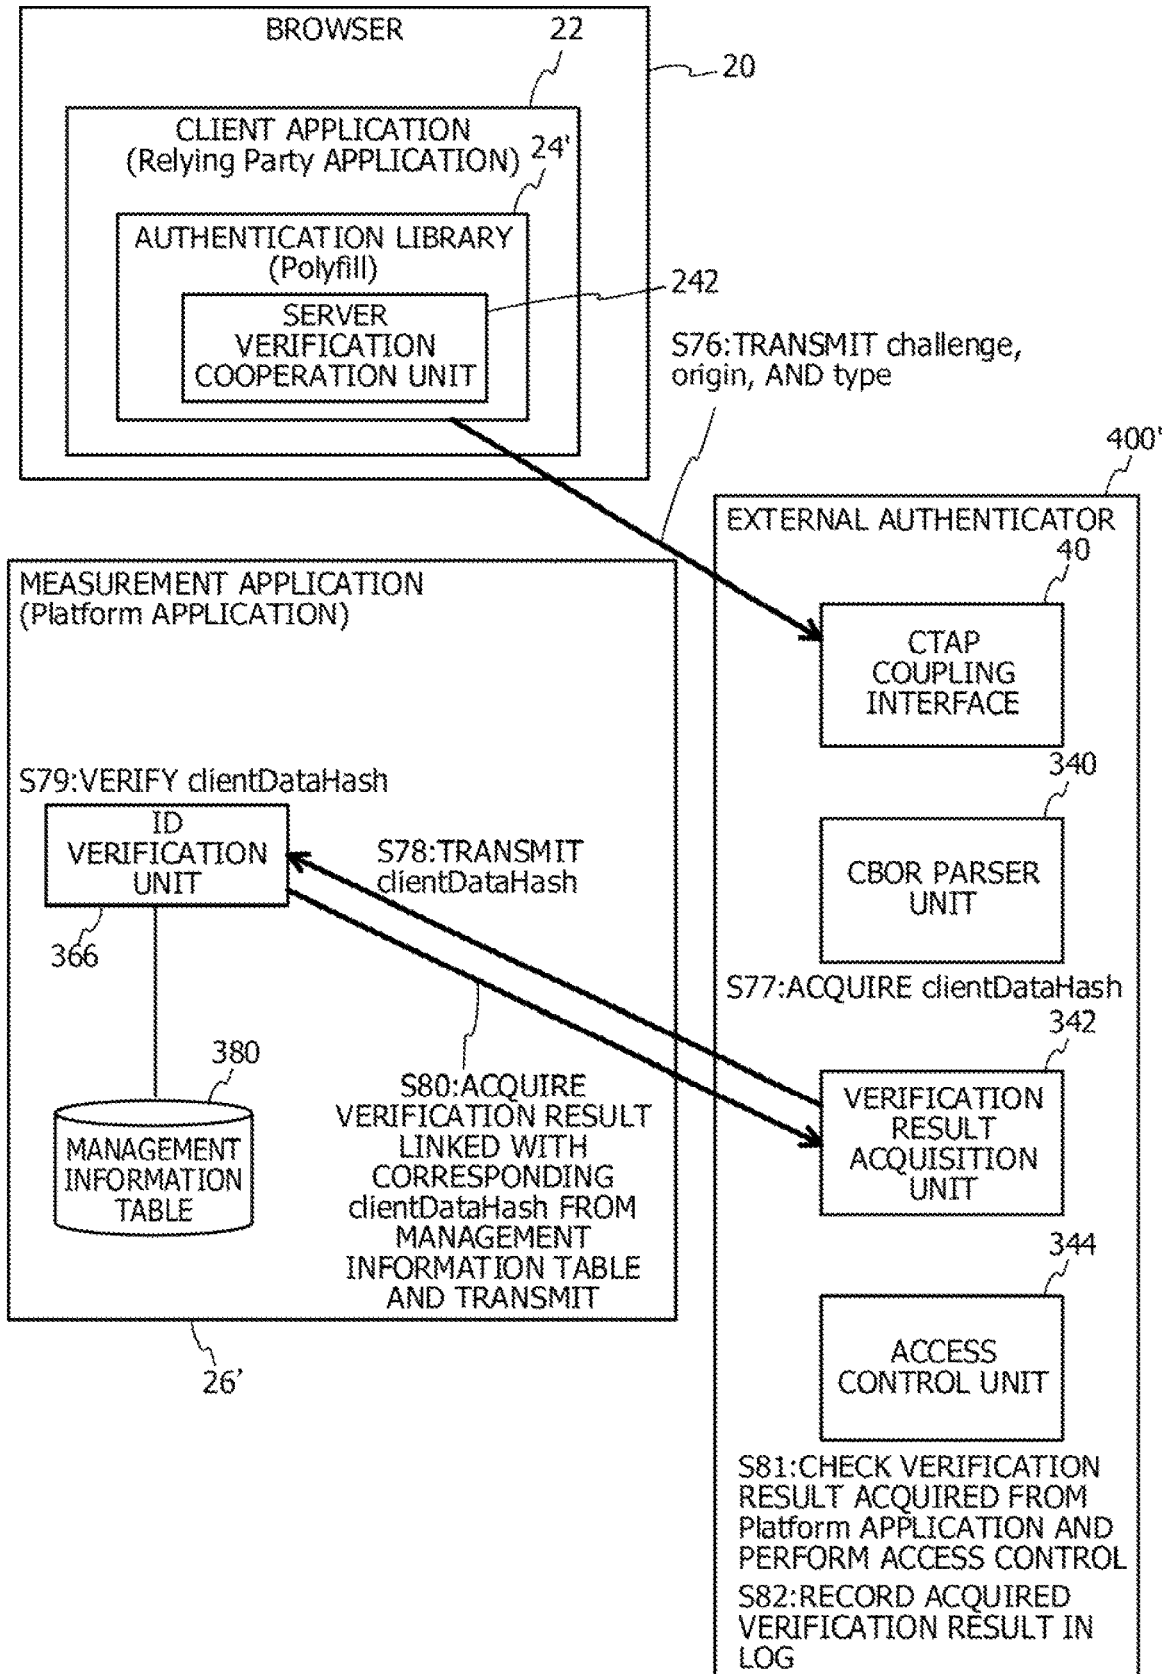 BROWSER
22
20
CLIENT APPLICATION
(Relying Party APPLICATION)
24'
AUTHENTICATION LIBRARY
(Polyfill)
242
SERVER
VERIFICATION
COOPERATION UNIT
S76:TRANSMIT challenge,
origin, AND type
400'
EXTERNAL AUTHENTICATOR
40
CTAP
COUPLING
INTERFACE
340
CBOR PARSER
UNIT
S77:ACQUIRE clientDataHash
342
VERIFICATION
RESULT
ACQUISITION
UNIT
344
ACCESS
CONTROL UNIT
S81:CHECK VERIFICATION
RESULT ACQUIRED FROM
Platform APPLICATION AND
PERFORM ACCESS CONTROL
S82:RECORD ACQUIRED
VERIFICATION RESULT IN
LOG
MEASUREMENT APPLICATION
(Platform APPLICATION)
S79:VERIFY clientDataHash
ID
VERIFICATION
UNIT
366
S78:TRANSMIT
clientDataHash
380
MANAGEMENT
INFORMATION
TABLE
S80:ACQUIRE
VERIFICATION RESULT
LINKED WITH
CORRESPONDING
clientDataHash FROM
MANAGEMENT
INFORMATION TABLE
AND TRANSMIT
26’